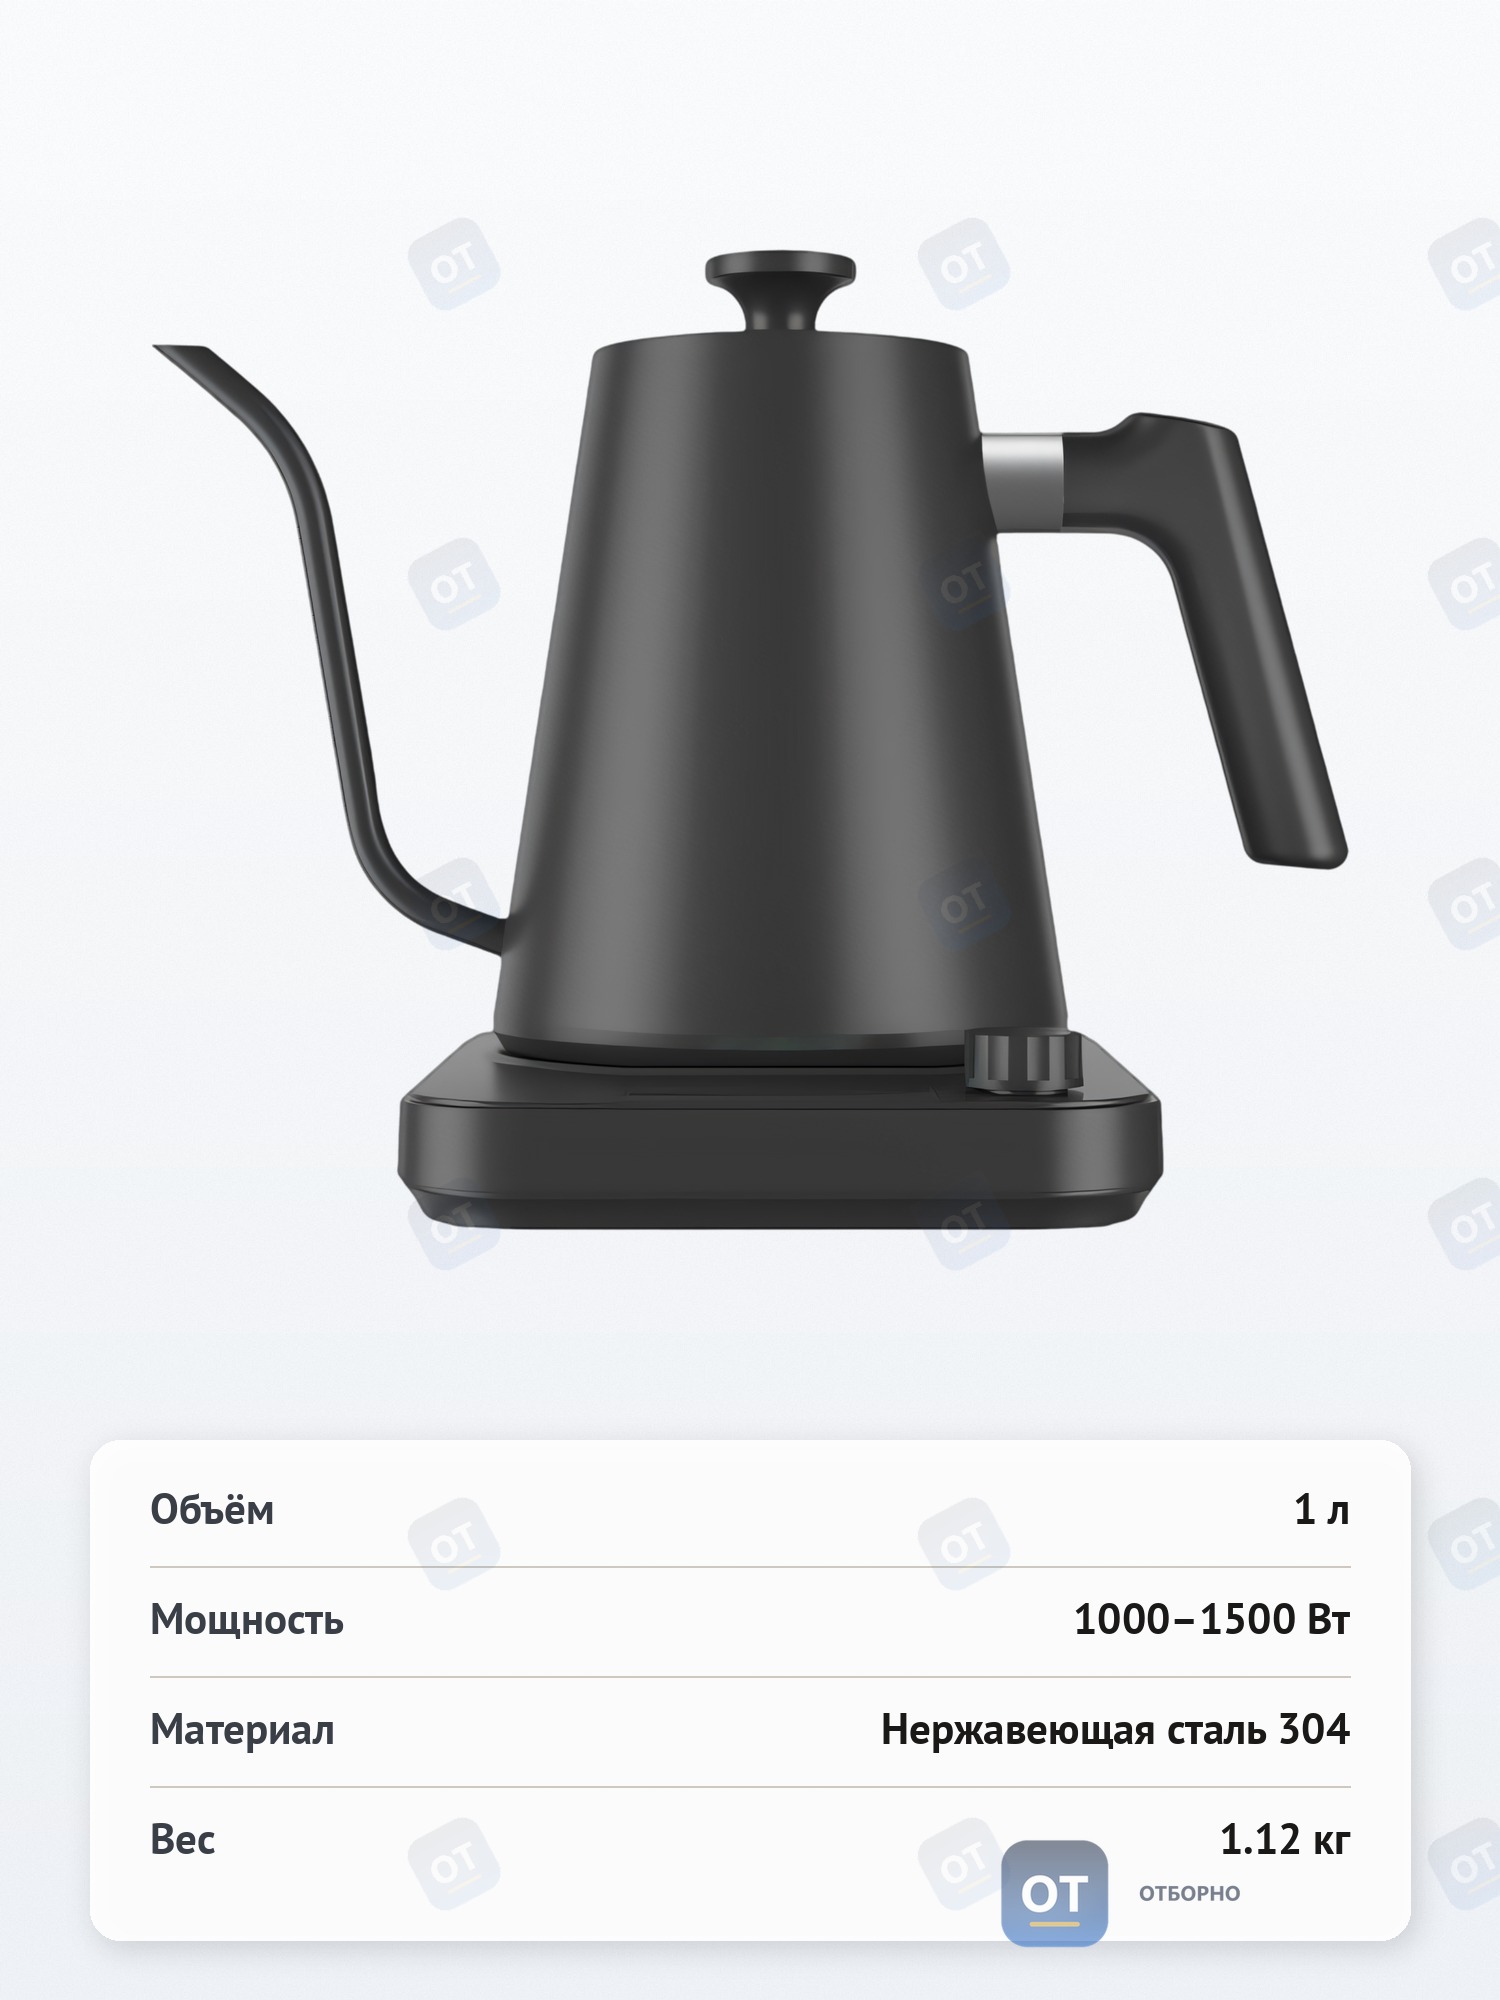 Объём 1 л
Мощность 1000–1500 Вт
Материал Нержавеющая сталь 304
Вес 1.12 кг
ОТ ОТБОРНО